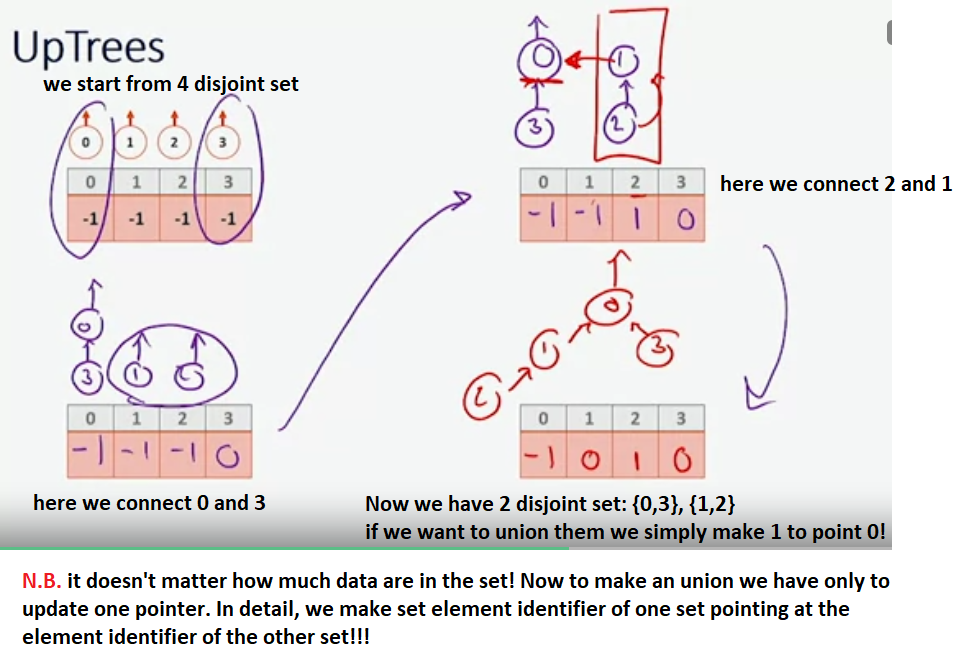 UpTrees
we start from 4 disjoint set
0 1 2 3
0 1 2 3
-1 -1 -1 -1
0
3 1 2
0 1 2 3
-1 -1 -1 0
here we connect 0 and 3
0 1
3 2
0 1 2 3
-1 -1 1 0
here we connect 2 and 1
0
1 3
2
0 1 2 3
-1 0 1 0
Now we have 2 disjoint set: {0,3}, {1,2}
if we want to union them we simply make 1 to point 0!
N.B. it doesn't matter how much data are in the set! Now to make an union we have only to
update one pointer. In detail, we make set element identifier of one set pointing at the
element identifier of the other set!!!